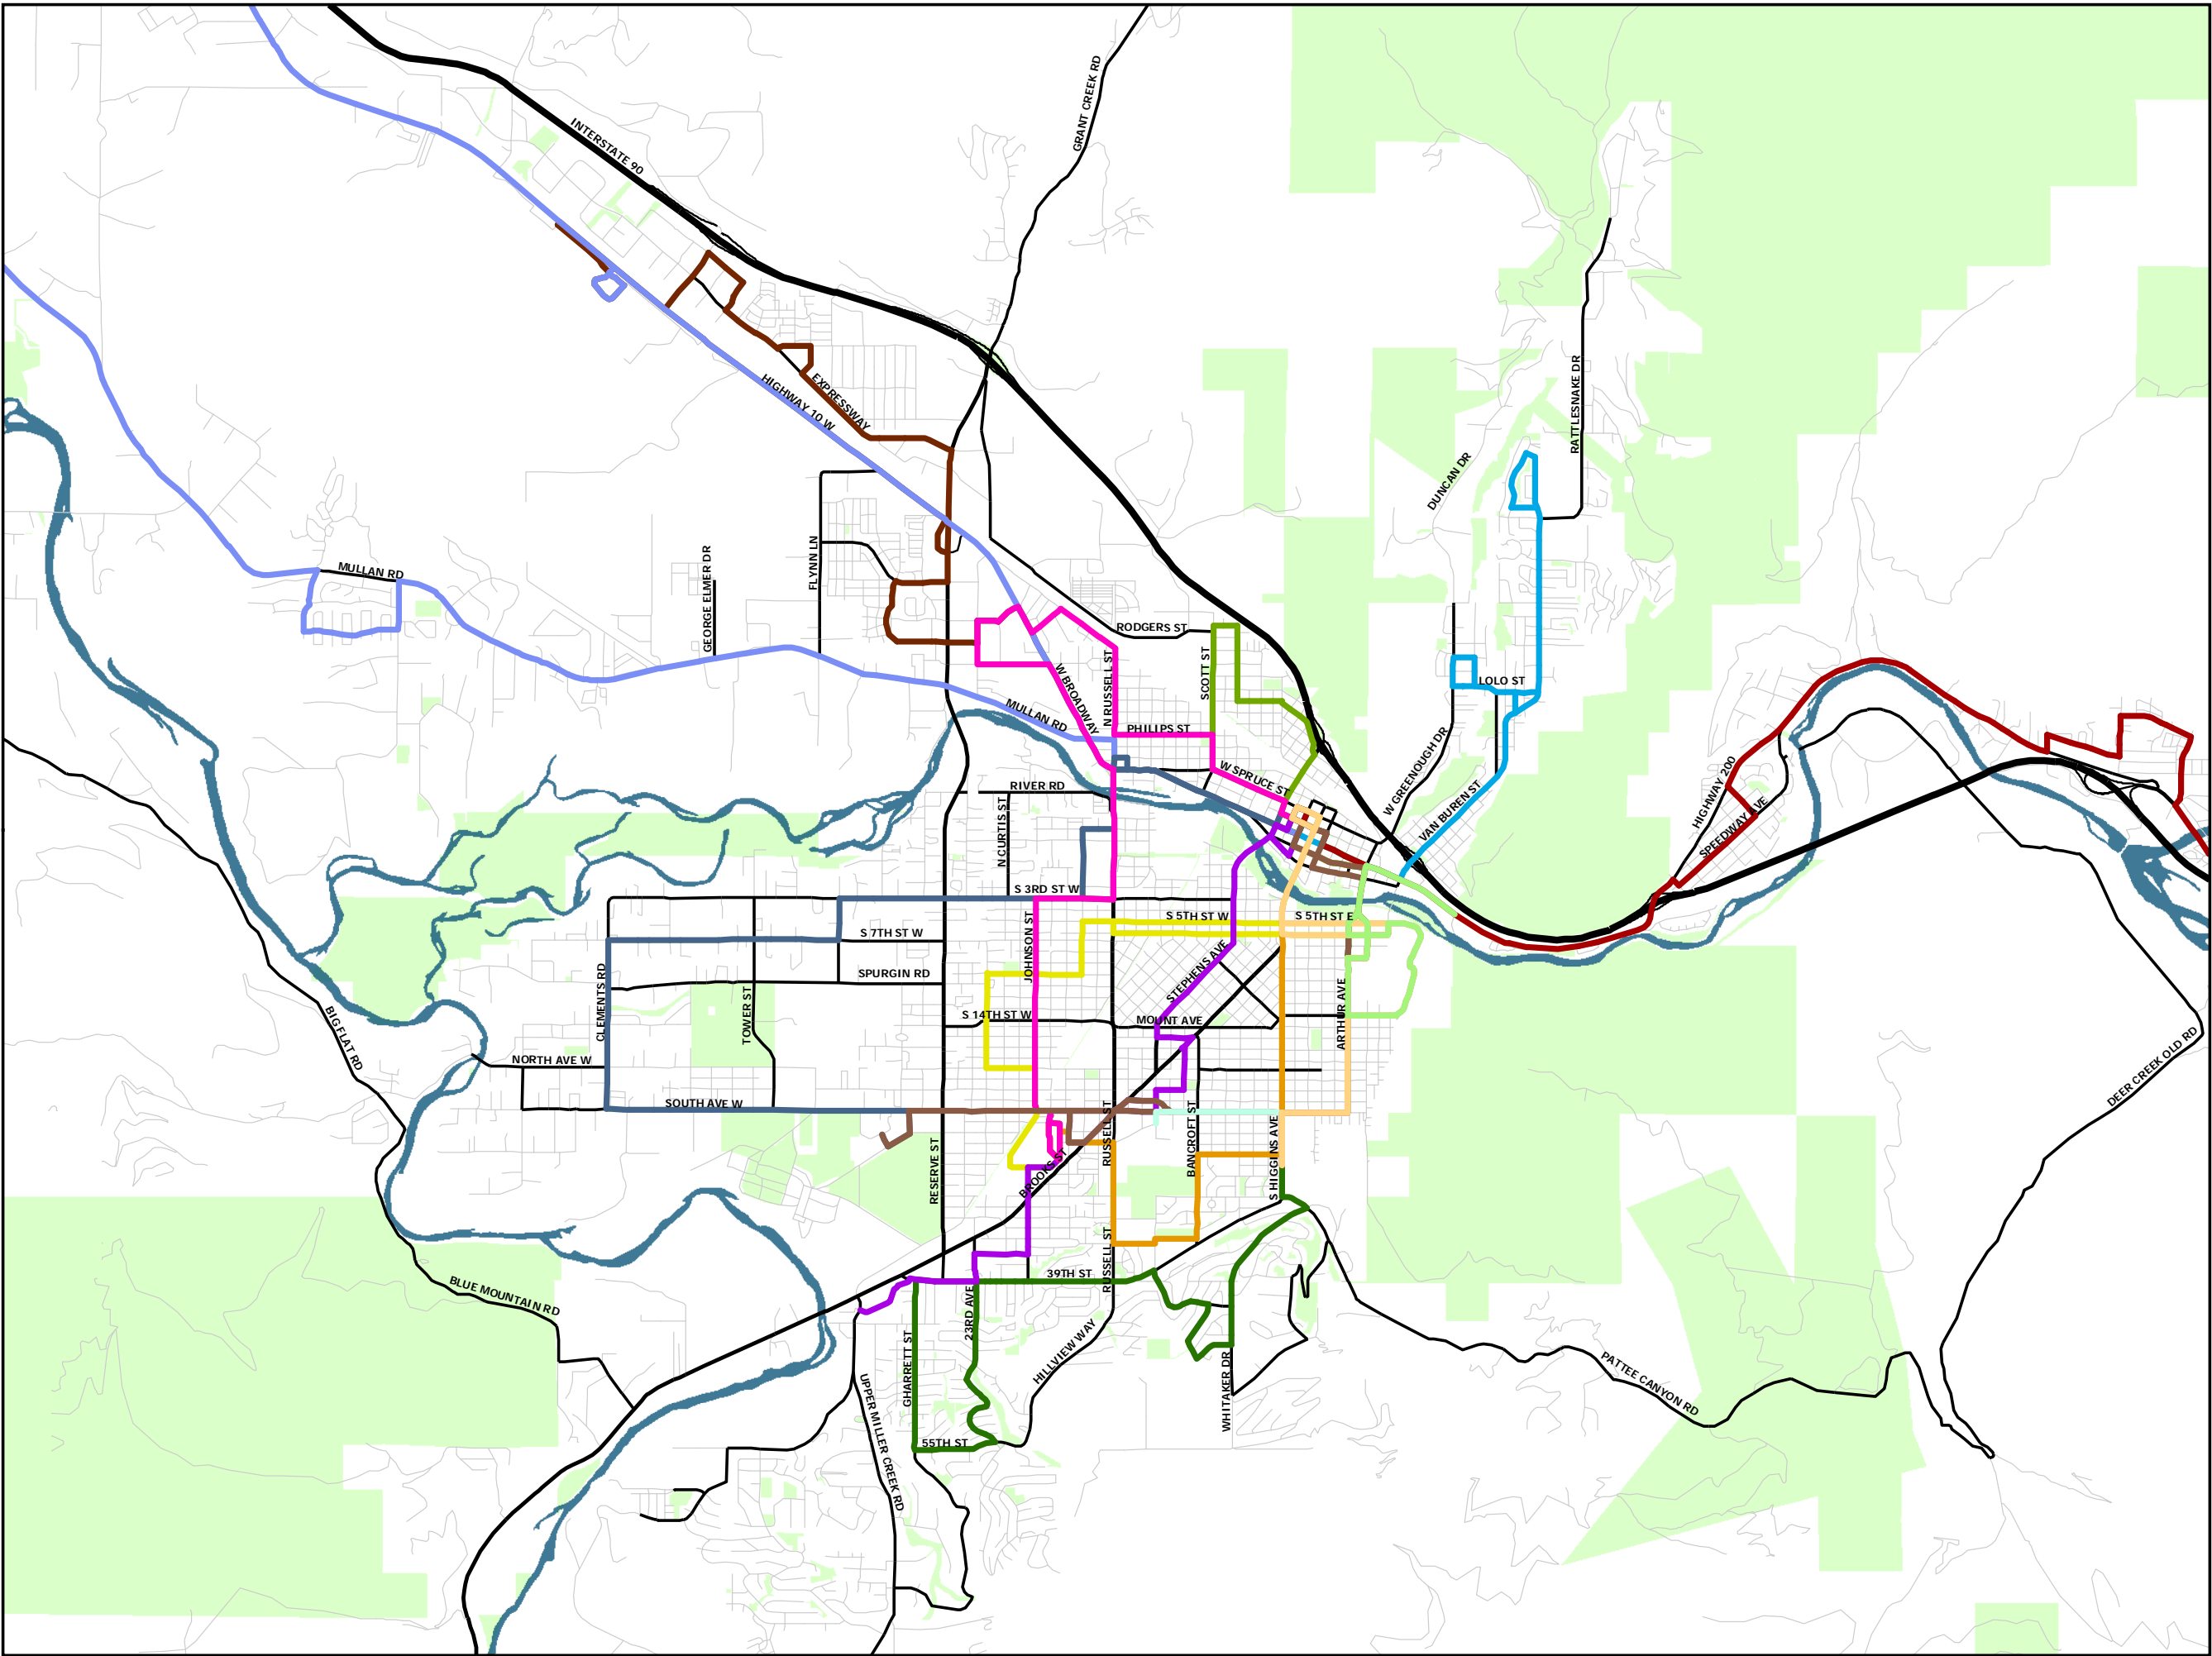 GRANT CREEK RD
INTERSTATE 90
RATTLESNAKE DR
EXPRESSWAY
HIGHWAY 10 W
DUNCAN DR
FLYNN LN
GEORGE ELMER DR
MULLAN RD
RODGERS ST
SCOTT ST
N RUSSELL ST
W BROADWAY
LOLO ST
MULLAN RD
PHILIPS ST
W GREENOUGH DR
HIGHWAY 200
W SPRUCE ST
RIVER RD
VAN BUREN ST
SPEEDWAY AVE
N CURTIS ST
S 3RD ST W
S 5TH ST W
S 5TH ST E
S 7TH ST W
JOHNSON ST
STEPHENS AVE
SPURGIN RD
CLEMENTS RD
TOWER ST
S 14TH ST W
MOUNT AVE
ARTHUR AVE
BIG FLAT RD
NORTH AVE W
DEER CREEK OLD RD
SOUTH AVE W
RUSSELL ST
BANCROFT ST
S HIGGINS AVE
RESERVE ST
BROOKS ST
RUSSELL ST
39TH ST
BLUE MOUNTAIN RD
23RD AVE
HILLVIEW WAY
GHARRETT ST
WHITAKER DR
PATTEE CANYON RD
UPPER MILLER CREEK RD
55TH ST